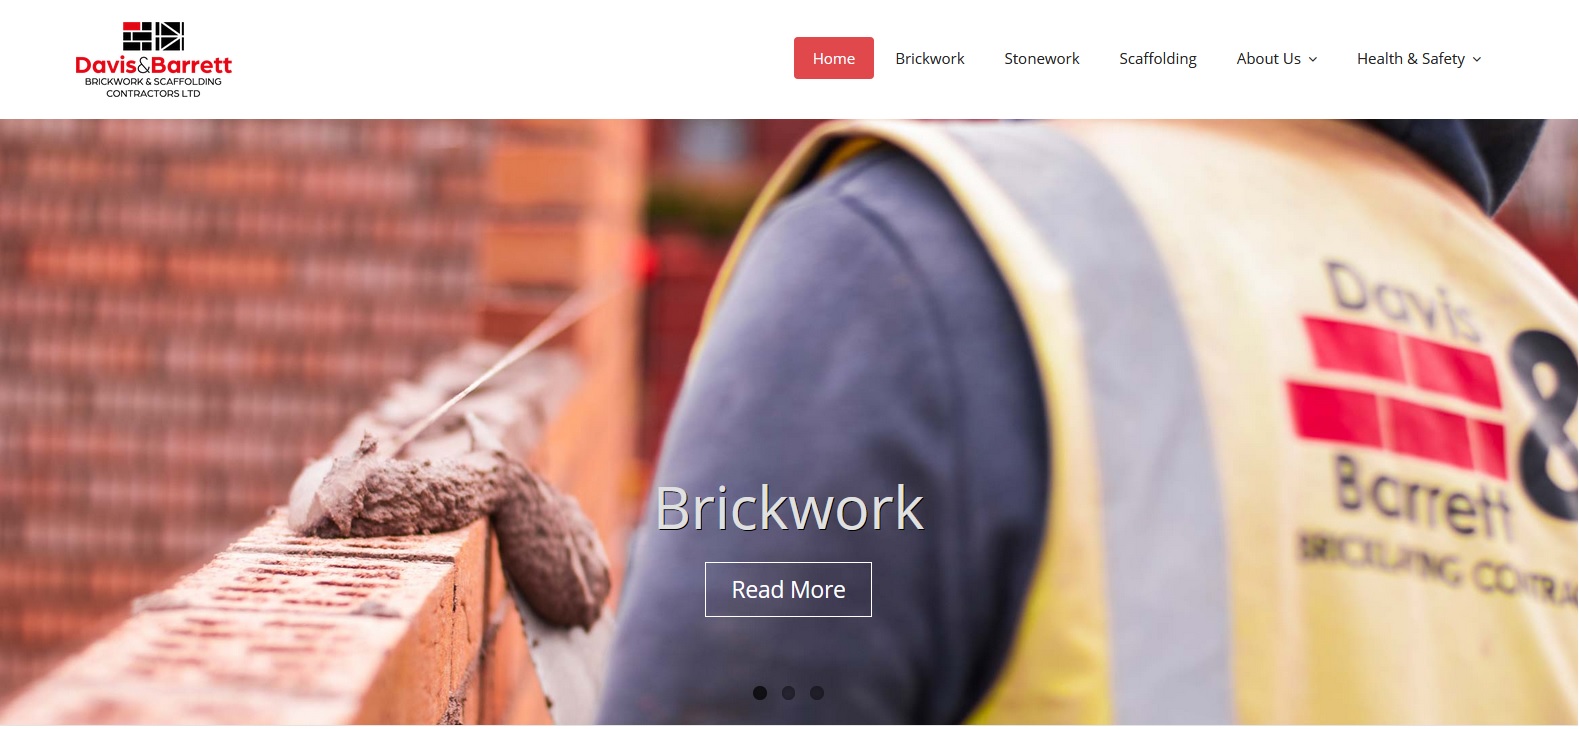 Davis&Barrett
BRICKWORK & SCAFFOLDING
CONTRACTORS LTD
Home
Brickwork
Stonework
Scaffolding
About Us
Health & Safety
Davis
&
Barrett
BRICKLAYING CONTRA
Brickwork
Read More